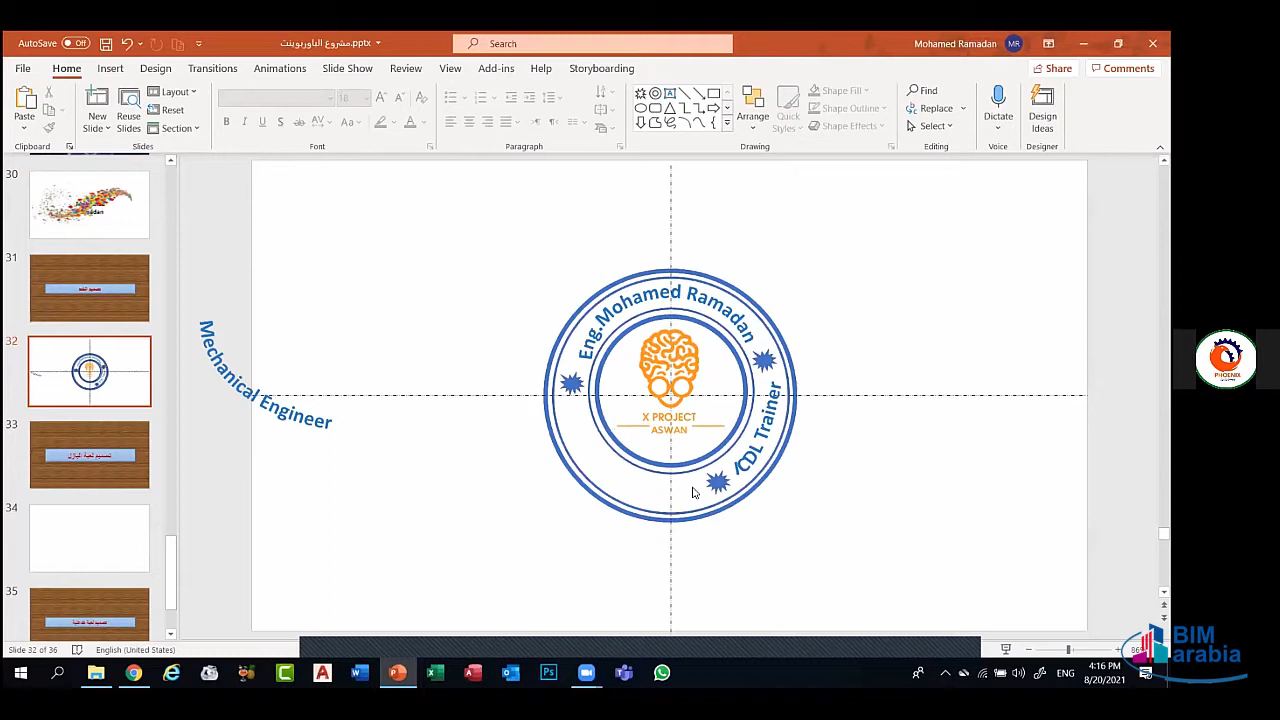 AutoSave Off
مشروع الباوربوينت.pptx
Search
Mohamed Ramadan MR
File Home Insert Design Transitions Animations Slide Show Review View Add-ins Help Storyboarding
Share Comments
Paste
New Slide
Reuse Slides
Layout
Reset
Section
18
Arrange
Quick Styles
Shape Fill
Shape Outline
Shape Effects
Find
Replace
Select
Dictate
Design Ideas
Clipboard Slides Font Paragraph Drawing Editing Voice Designer
30
31
32
33
34
35
Mechanical Engineer
Eng.Mohamed Ramadan
ICDL Trainer
X PROJECT
ASWAN
PHOENIX
Slide 32 of 36 English (United States)
BIM
arabia
4:16 PM
ENG
8/20/2021